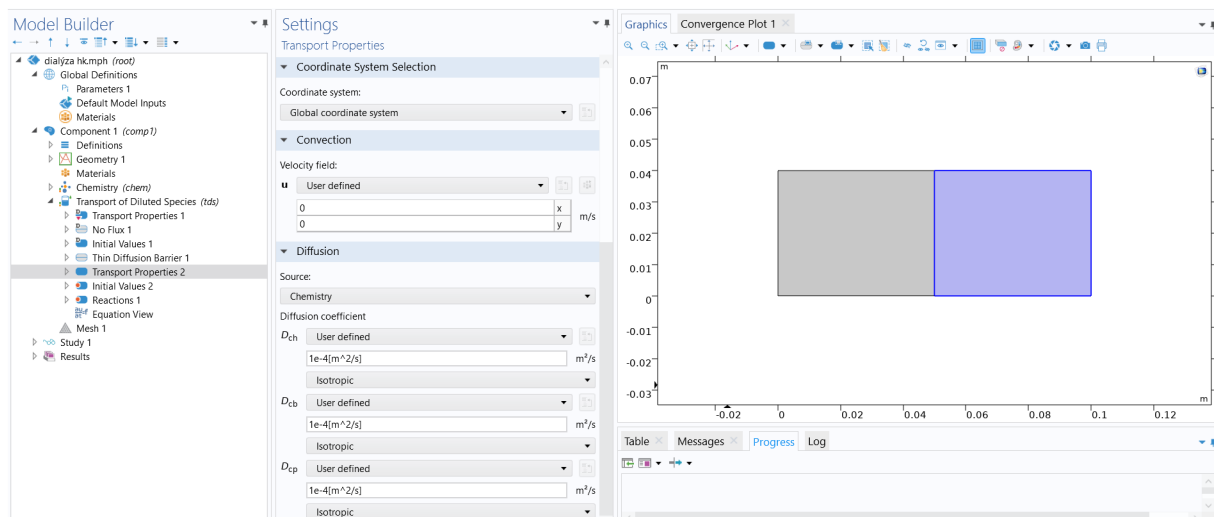 Model Builder
dialýza hk.mph (root)
Global Definitions
Pi Parameters 1
Default Model Inputs
Materials
Component 1 (comp1)
Definitions
Geometry 1
Materials
Chemistry (chem)
Transport of Diluted Species (tds)
Transport Properties 1
No Flux 1
Initial Values 1
Thin Diffusion Barrier 1
Transport Properties 2
Initial Values 2
Reactions 1
Equation View
Mesh 1
Study 1
Results
Settings
Transport Properties
Coordinate System Selection
Coordinate system:
Global coordinate system
Convection
Velocity field:
u User defined
0 x
m/s
0 y
Diffusion
Source:
Chemistry
Diffusion coefficient
Dch User defined
1e-4[m^2/s] m²/s
Isotropic
Dcb User defined
1e-4[m^2/s] m²/s
Isotropic
Dcp User defined
1e-4[m^2/s] m²/s
Isotropic
Graphics Convergence Plot 1
m
0.07
0.06
0.05
0.04
0.03
0.02
0.01
0
-0.01
-0.02
-0.03
m
-0.02 0 0.02 0.04 0.06 0.08 0.1 0.12
Table Messages Progress Log